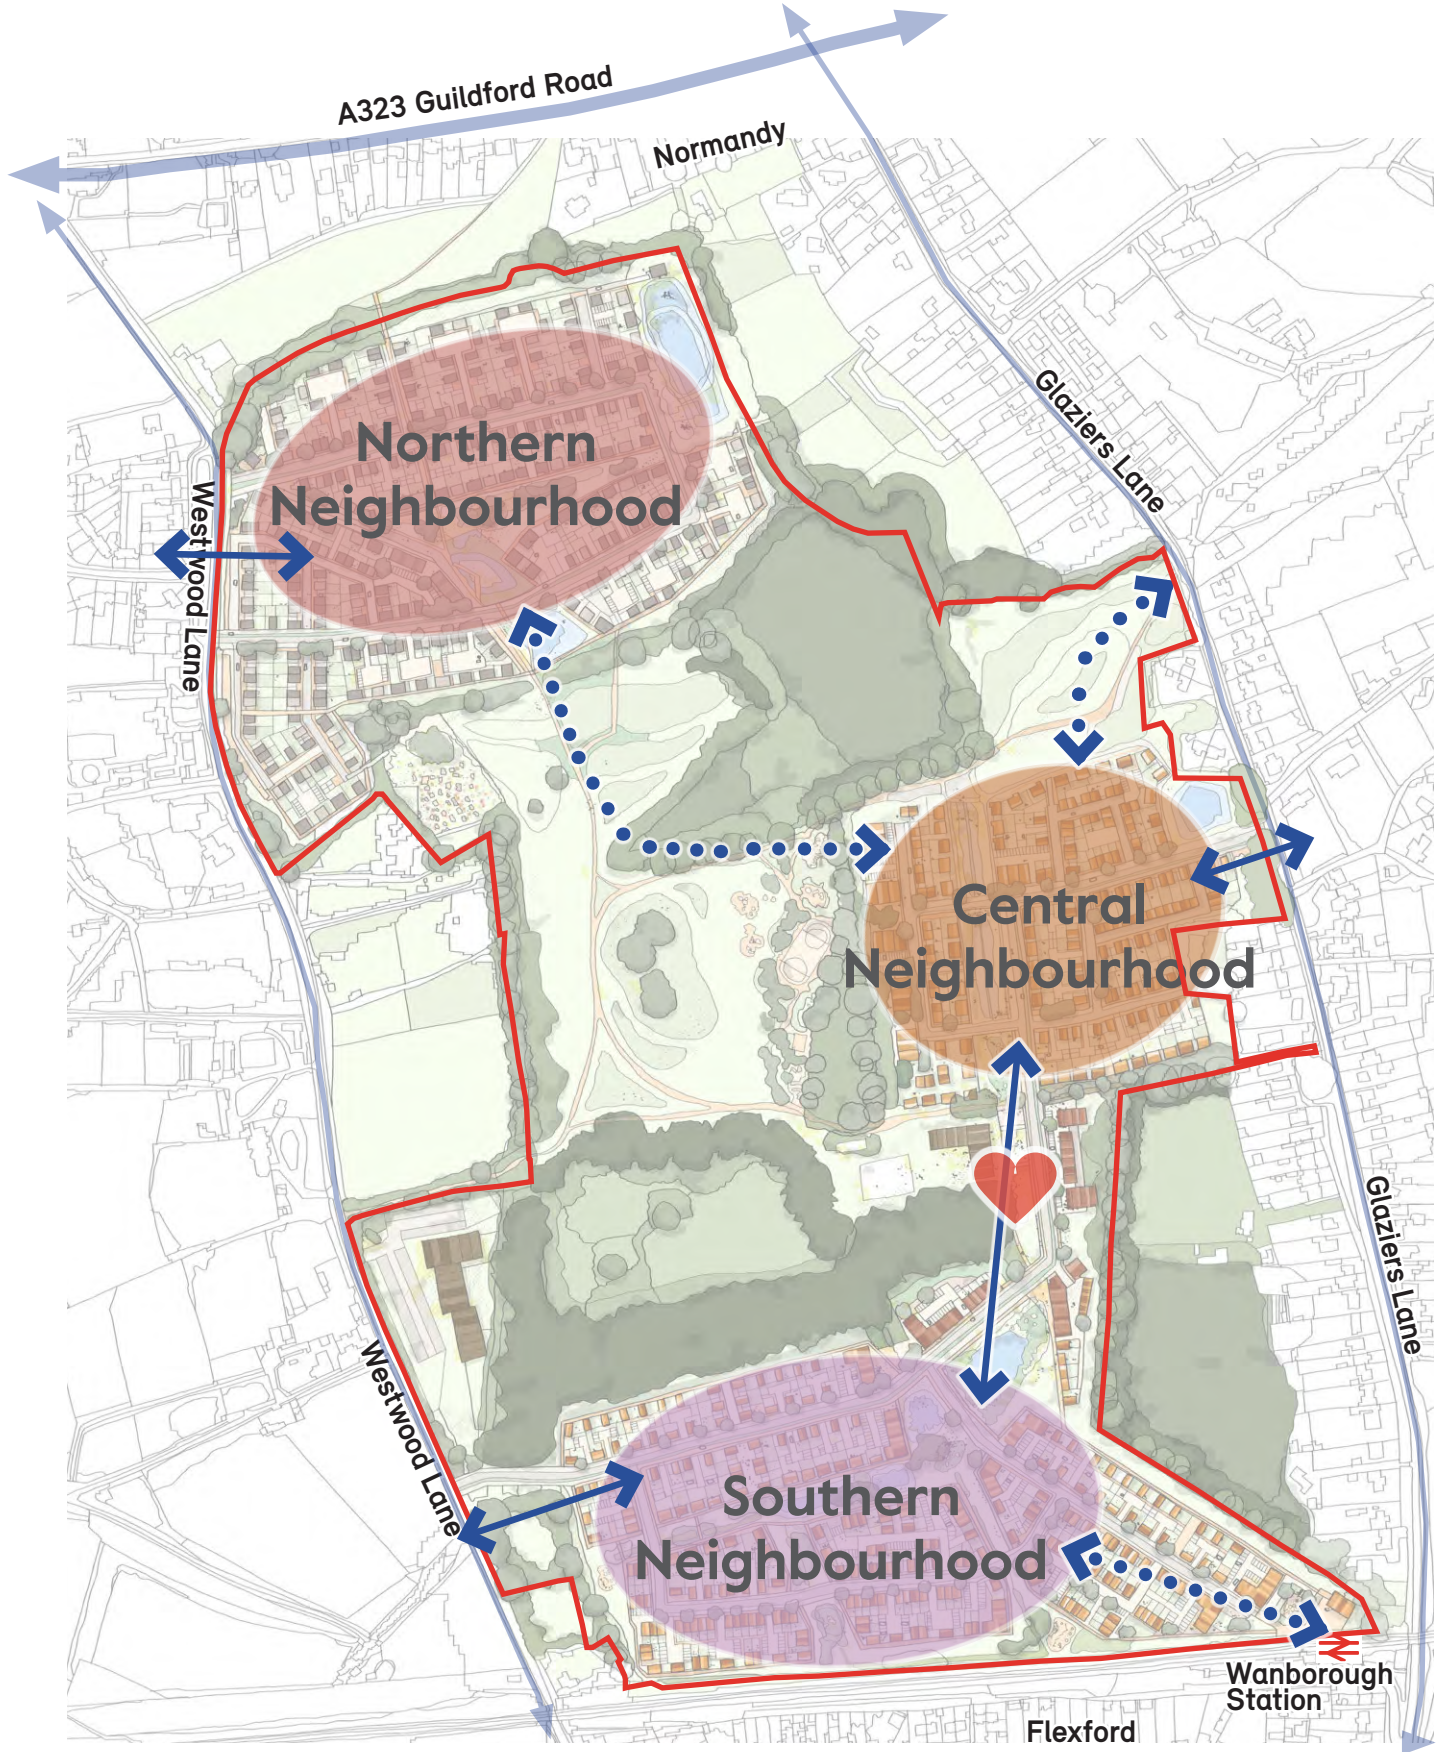 A323 Guildford Road
Normandy
Glaziers Lane
Northern
Neighbourhood
Westwood Lane
Central
Neighbourhood
Glaziers Lane
Westwood Lane
Southern
Neighbourhood
Wanborough
Station
Flexford